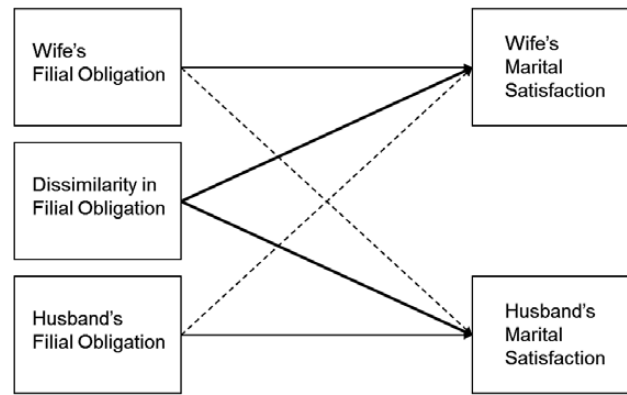 Wife's
Filial Obligation
Wife's
Marital
Satisfaction
Dissimilarity in
Filial Obligation
Husband's
Filial Obligation
Husband's
Marital
Satisfaction